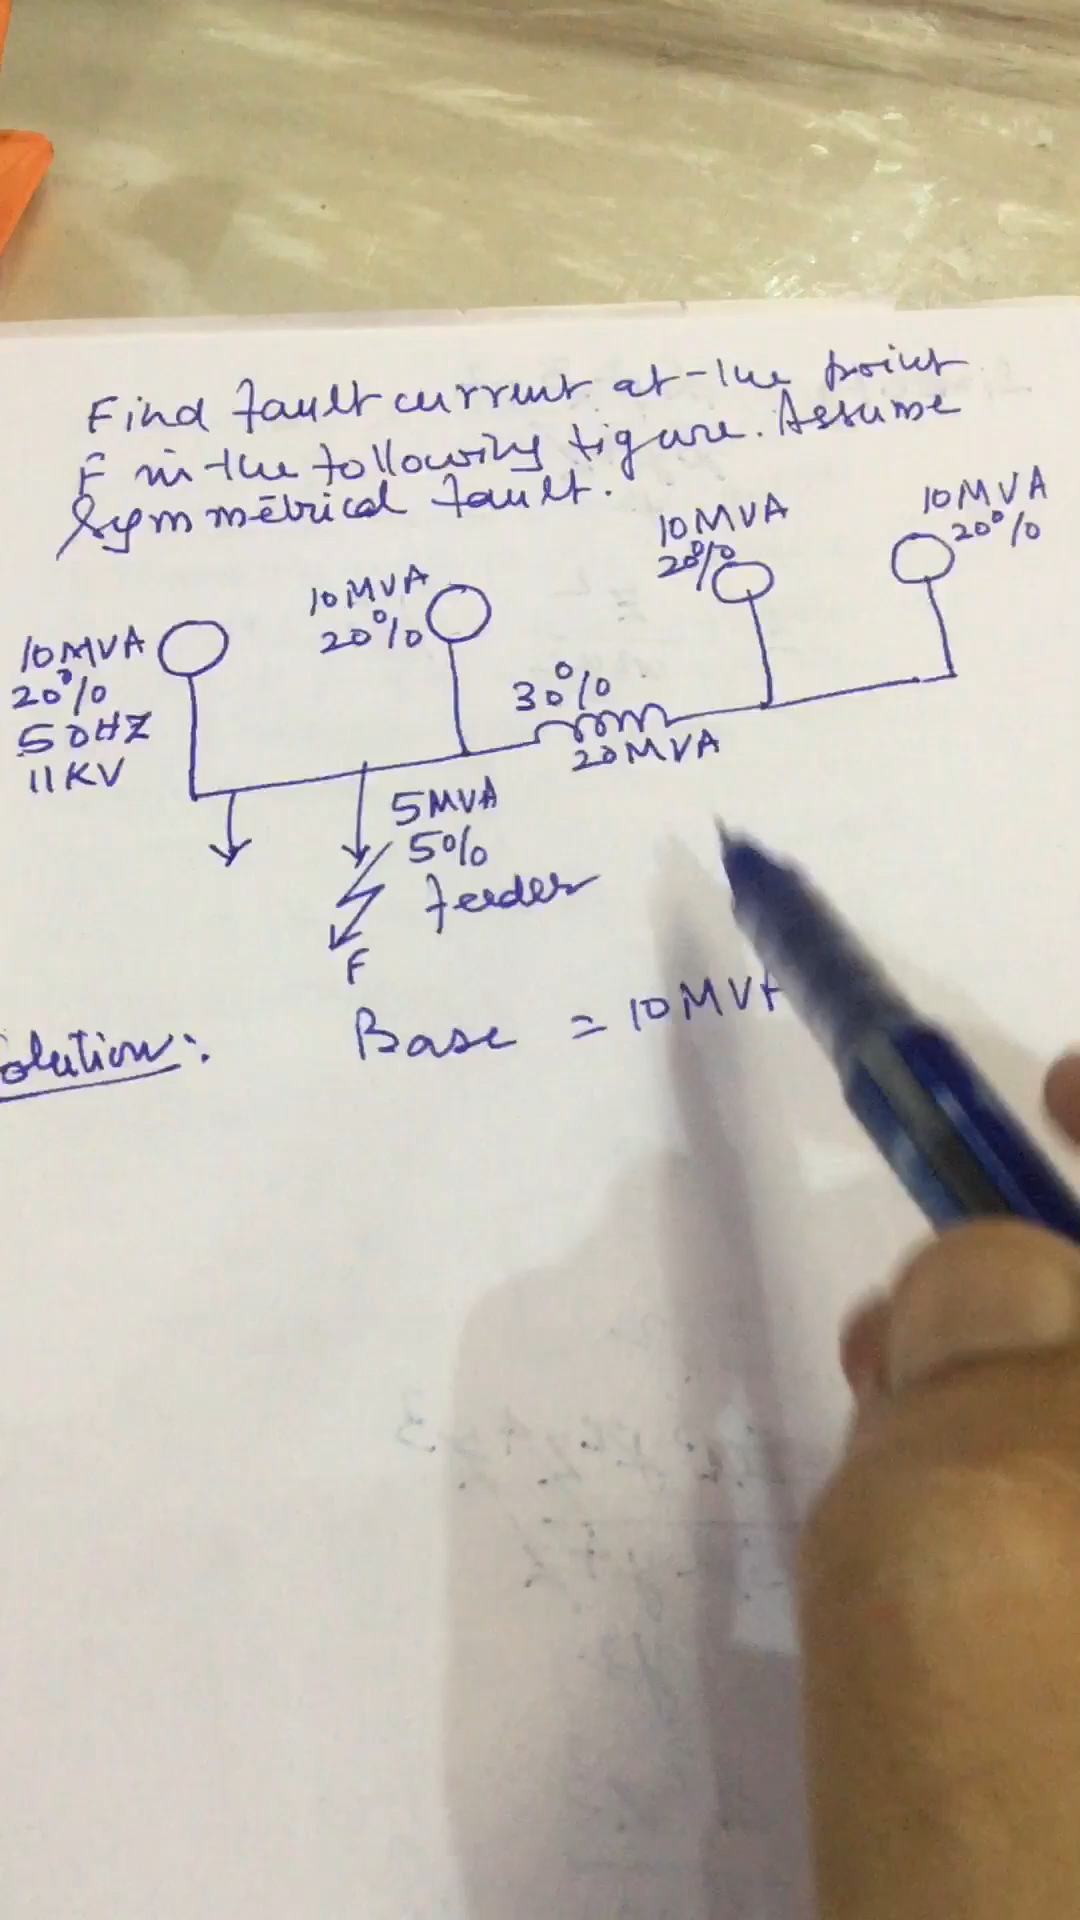 Find fault current at the point
F in the following figure. Assume
Symmetrical fault.
10MVA
20%
10MVA
20%
10MVA
20%
10MVA
20%
50HZ
11KV
30%
20MVA
5MVA
5%
feeder
F
olution:
Base = 10MVA